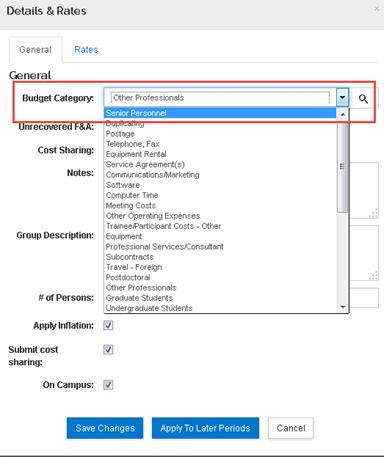 Details & Rates
×
General
Rates
General
Budget Category:
Other Professionals
Senior Personnel
Duplicating
Postage
Telephone, Fax
Equipment Rental
Service Agreement(s)
Communications/Marketing
Software
Computer Time
Meeting Costs
Other Operating Expenses
Trainee/Participant Costs - Other
Equipment
Professional Services/Consultant
Subcontracts
Travel - Foreign
Postdoctoral
Other Professionals
Graduate Students
Undergraduate Students
Unrecovered F&A:
Cost Sharing:
Notes:
Group Description:
# of Persons:
Apply Inflation:
Submit cost
sharing:
On Campus:
Save Changes
Apply To Later Periods
Cancel